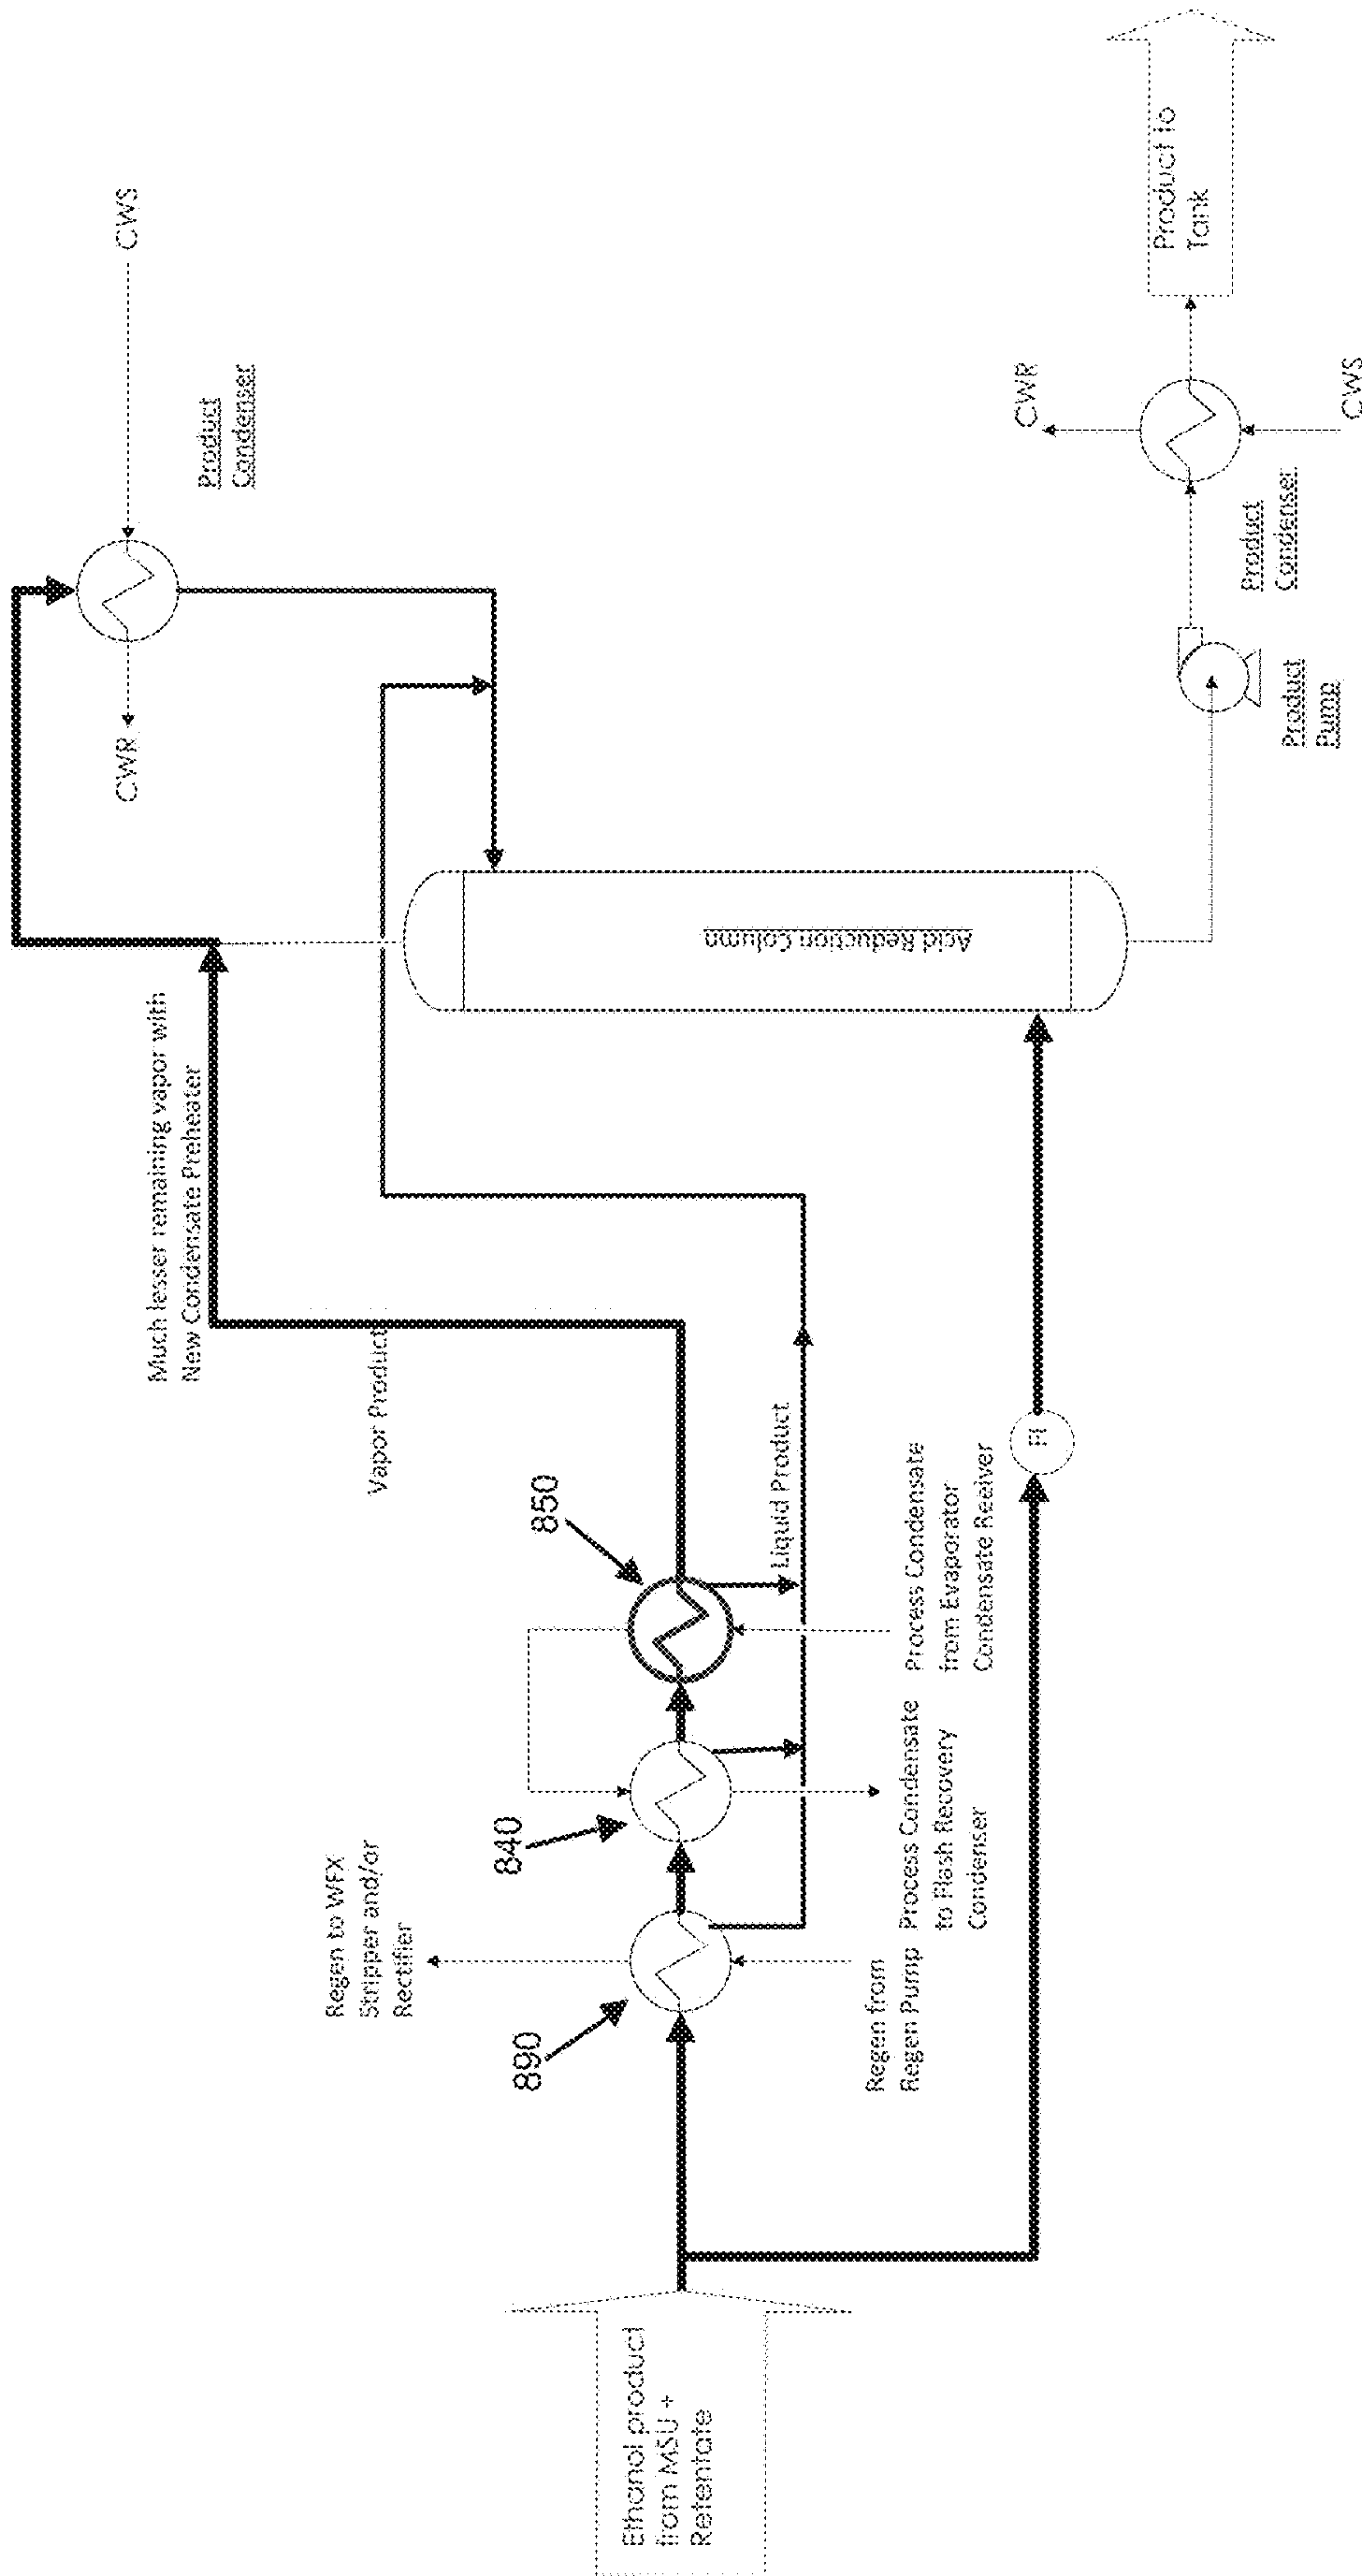 Ethanol product
from MSU +
Retentate
890
Regen to WFX
Stripper and/or
Rectifier
Regen from
Regen Pump
840
Process Condensate
to Flash Recovery
Condenser
850
Process Condensate
from Evaporator
Condensate Reeiver
Liquid Product
Vapor Product
Much lesser remaining vapor with
New Condensate Preheater
FI
Acid Reduction Column
CWR
Product
Condenser
CWS
Product
Pump
Product
Condenser
CWR
CWS
Product to
Tank